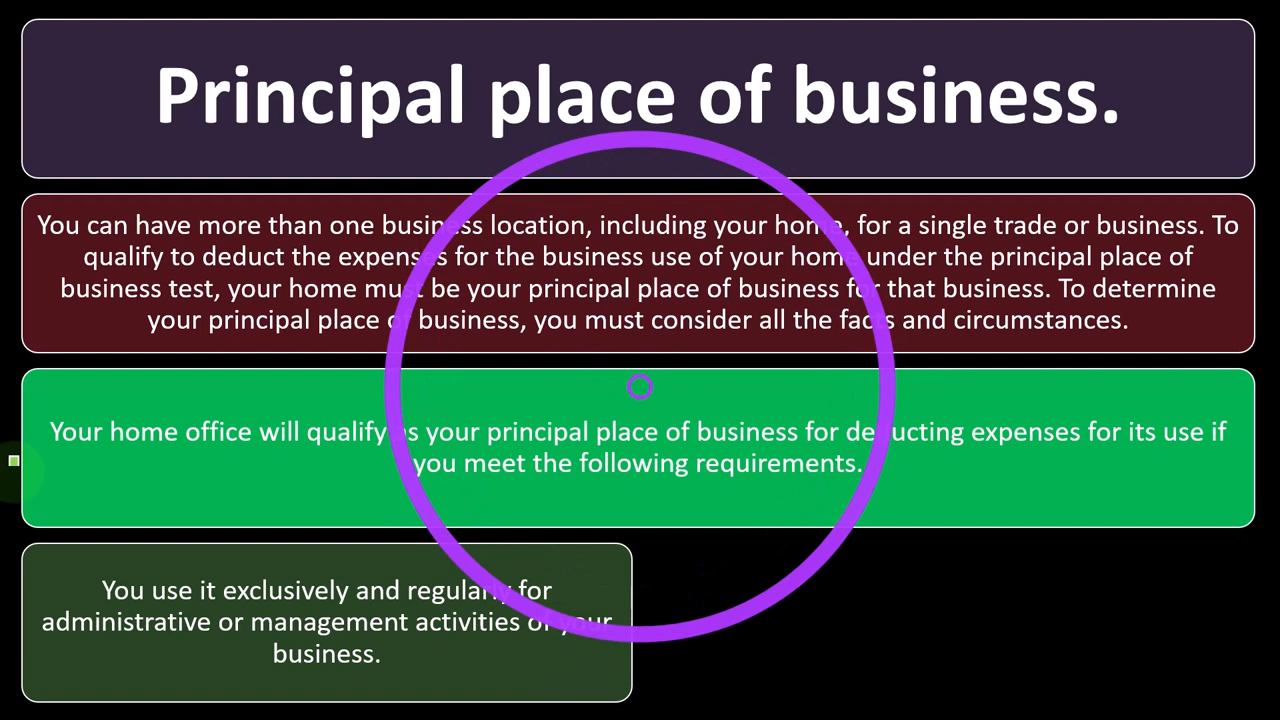 Principal place of business.
You can have more than one business location, including your home, for a single trade or business. To
qualify to deduct the expenses for the business use of your home under the principal place of
business test, your home must be your principal place of business for that business. To determine
your principal place of business, you must consider all the facts and circumstances.
Your home office will qualify as your principal place of business for deducting expenses for its use if
you meet the following requirements.
You use it exclusively and regularly for
administrative or management activities of your
business.